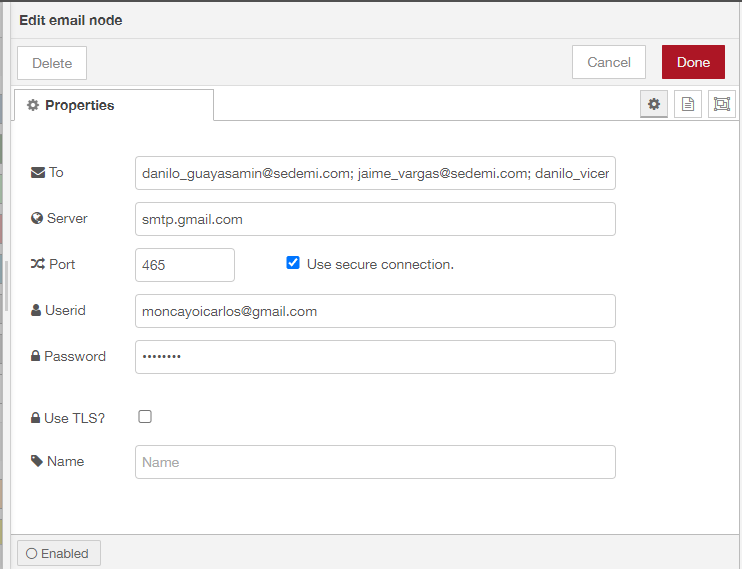 Edit email node
Delete
Cancel
Done
Properties
To
danilo_guayasamin@sedemi.com; jaime_vargas@sedemi.com; danilo_vicer
Server
smtp.gmail.com
Port
465
Use secure connection.
Userid
moncayoicarlos@gmail.com
Password
••••••••
Use TLS?
Name
Name
Enabled